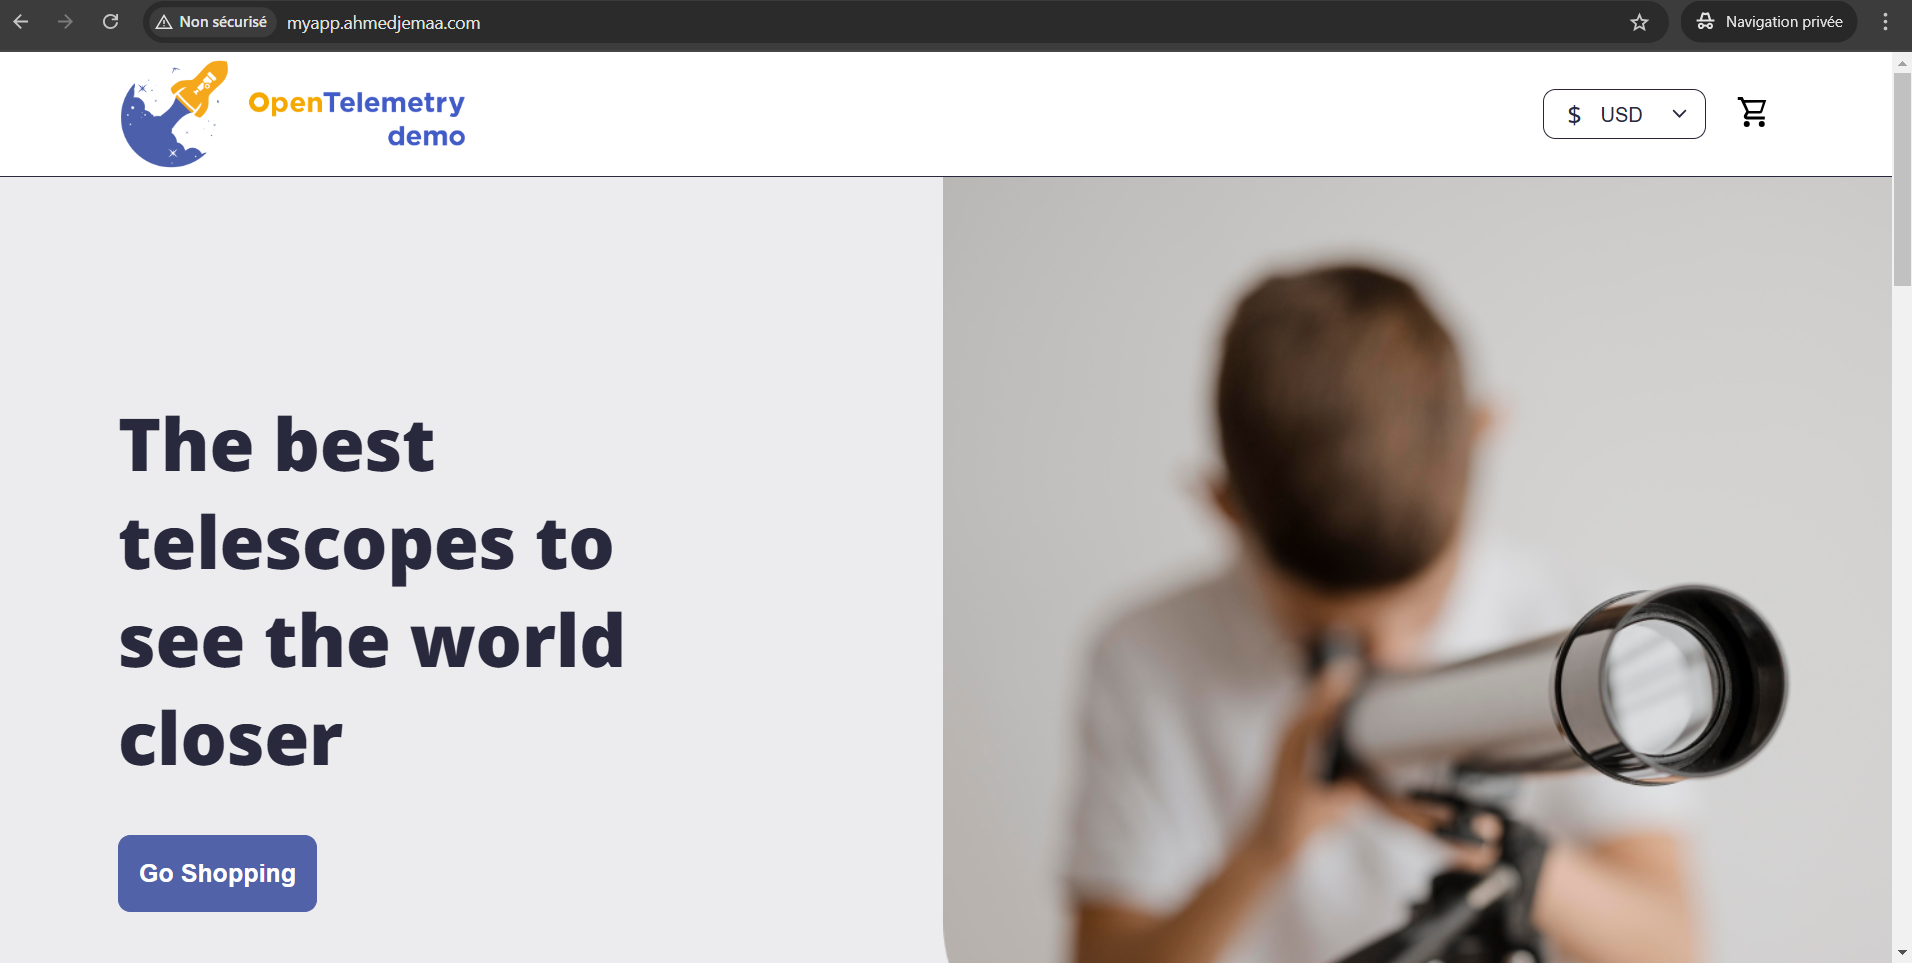 Non sécurisé myapp.ahmedjemaa.com Navigation privée
OpenTelemetry
demo
$ USD
The best
telescopes to
see the world
closer
Go Shopping